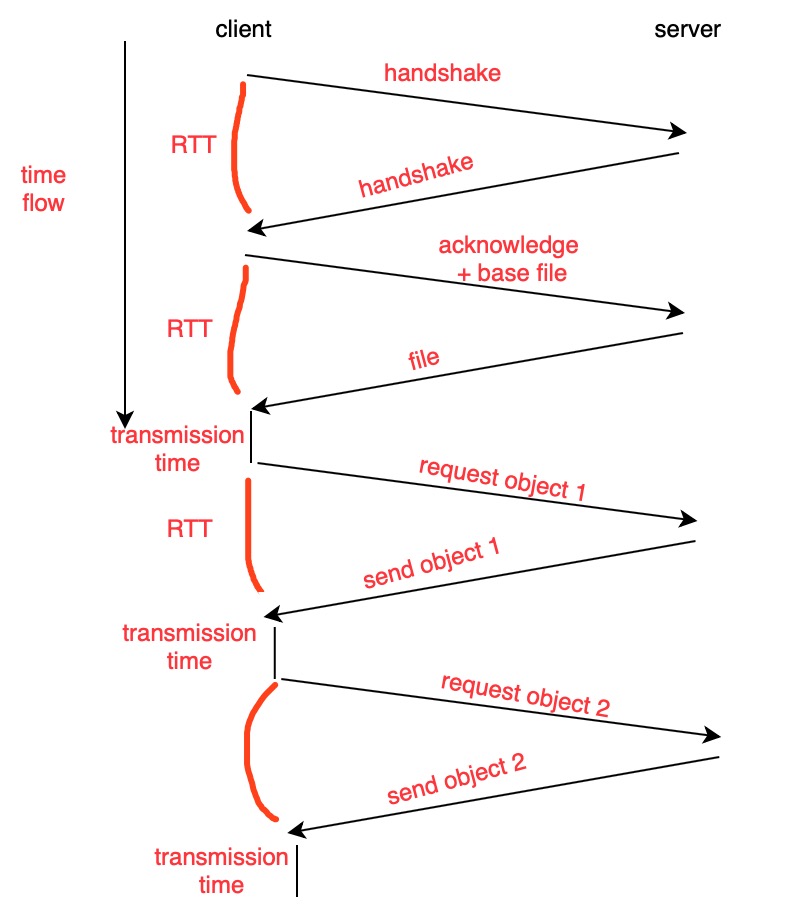 client
server
handshake
RTT
handshake
time
flow
acknowledge
+ base file
RTT
file
transmission
time
request object 1
RTT
send object 1
transmission
time
request object 2
send object 2
transmission
time